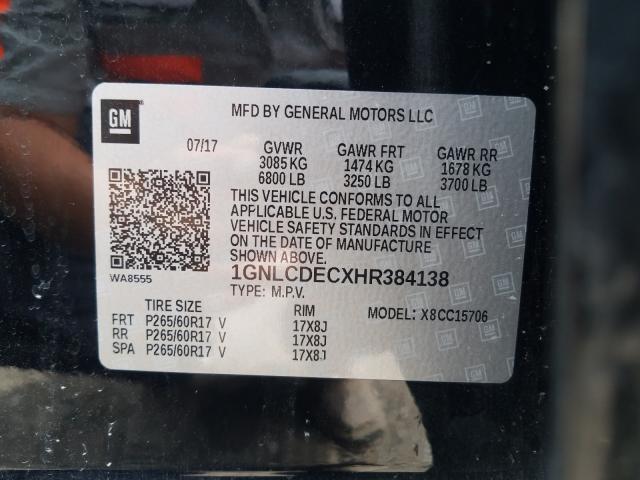 GM
MFD BY GENERAL MOTORS LLC
07/17 GVWR GAWR FRT GAWR RR
3085 KG 1474 KG 1678 KG
6800 LB 3250 LB 3700 LB
THIS VEHICLE CONFORMS TO ALL
APPLICABLE U.S. FEDERAL MOTOR
VEHICLE SAFETY STANDARDS IN EFFECT
ON THE DATE OF MANUFACTURE
SHOWN ABOVE.
1GNLCDECXHR384138
WA8555
TYPE: M.P.V.
TIRE SIZE RIM MODEL: X8CC15706
FRT P265/60R17 V 17X8J
RR P265/60R17 V 17X8J
SPA P265/60R17 V 17X8J